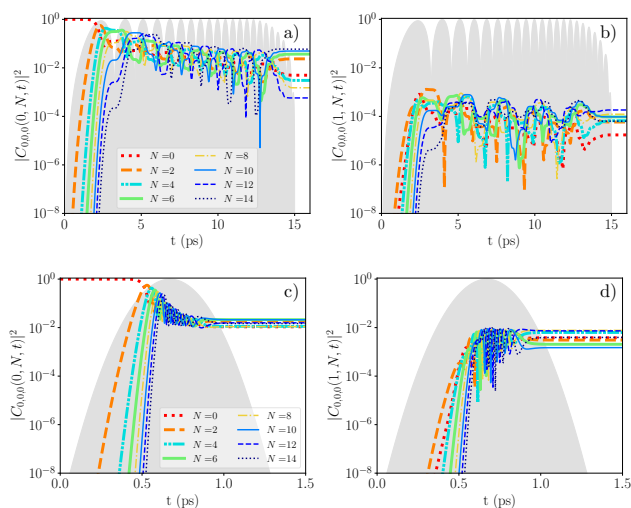 a)
|C_{0,0,0}(0, N, t)|^2
10^0
10^{-2}
10^{-4}
10^{-6}
10^{-8}
N = 0
N = 2
N = 4
N = 6
N = 8
N = 10
N = 12
N = 14
0 5 10 15
t (ps)
b)
|C_{0,0,0}(1, N, t)|^2
10^0
10^{-2}
10^{-4}
10^{-6}
10^{-8}
0 5 10 15
t (ps)
c)
|C_{0,0,0}(0, N, t)|^2
10^0
10^{-2}
10^{-4}
10^{-6}
10^{-8}
N = 0
N = 2
N = 4
N = 6
N = 8
N = 10
N = 12
N = 14
0.0 0.5 1.0 1.5
t (ps)
d)
|C_{0,0,0}(1, N, t)|^2
10^0
10^{-2}
10^{-4}
10^{-6}
10^{-8}
0.0 0.5 1.0 1.5
t (ps)